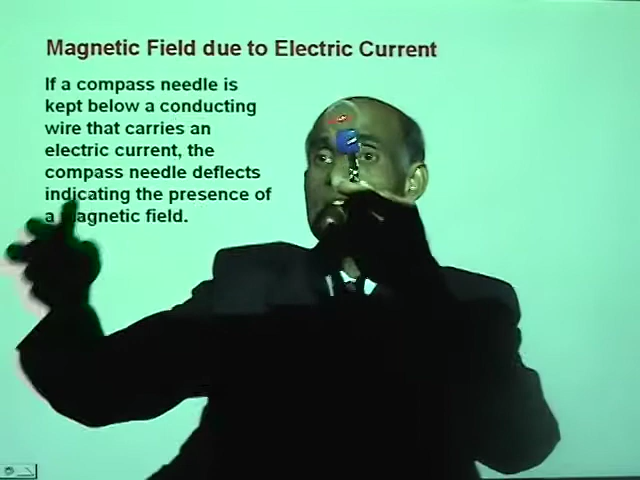 Magnetic Field due to Electric Current
If a compass needle is
kept below a conducting
wire that carries an
electric current, the
compass needle deflects
indicating the presence of
a magnetic field.